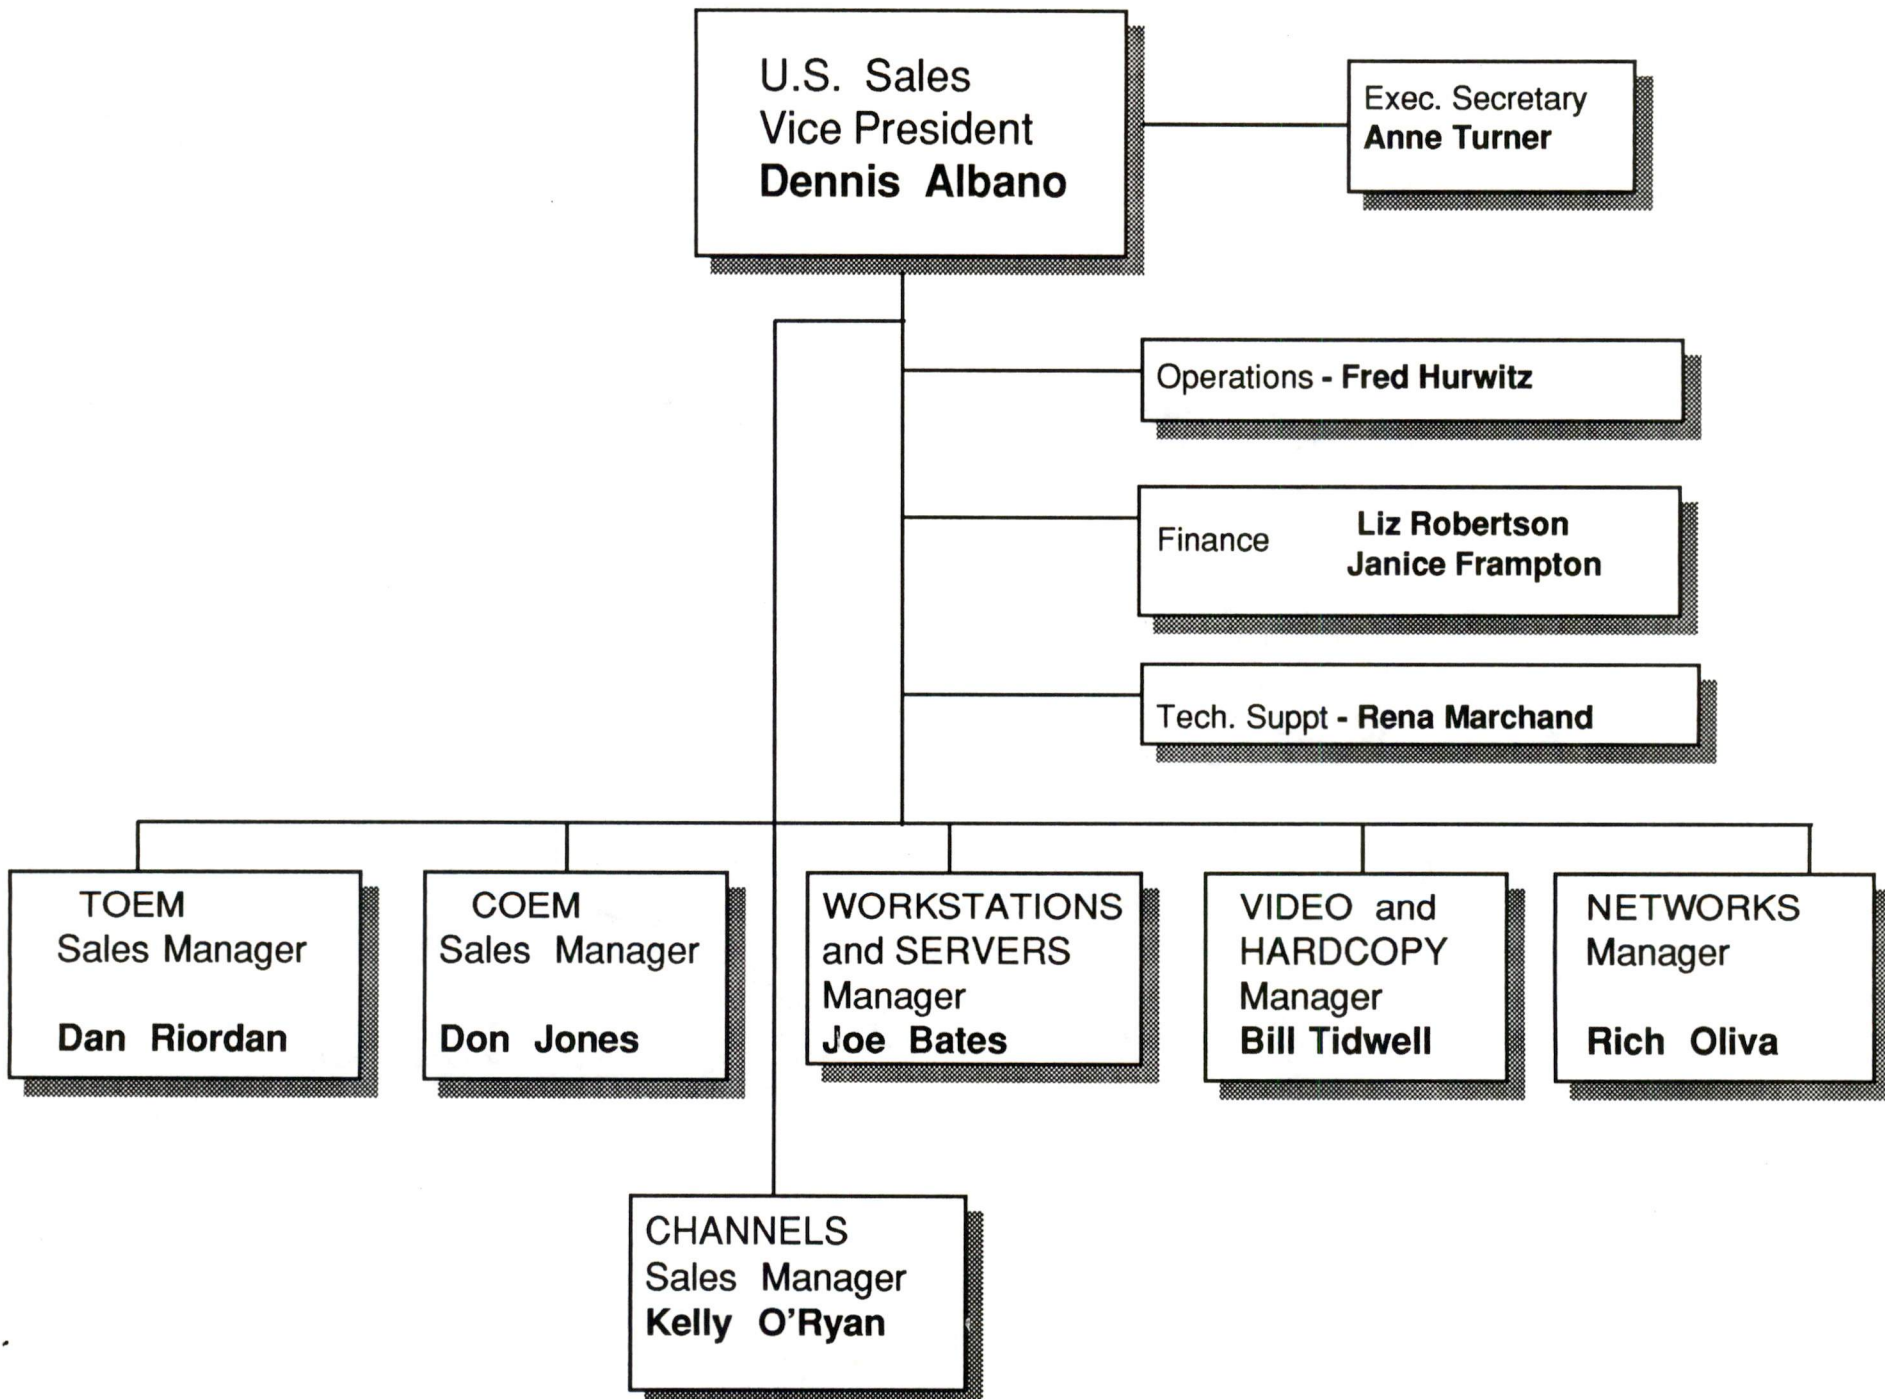 U.S. Sales
Vice President
Dennis Albano
Exec. Secretary
Anne Turner
Operations - Fred Hurwitz
Finance
Liz Robertson
Janice Frampton
Tech. Suppt - Rena Marchand
TOEM
Sales Manager
Dan Riordan
COEM
Sales Manager
Don Jones
WORKSTATIONS
and SERVERS
Manager
Joe Bates
VIDEO and
HARDCOPY
Manager
Bill Tidwell
NETWORKS
Manager
Rich Oliva
CHANNELS
Sales Manager
Kelly O'Ryan